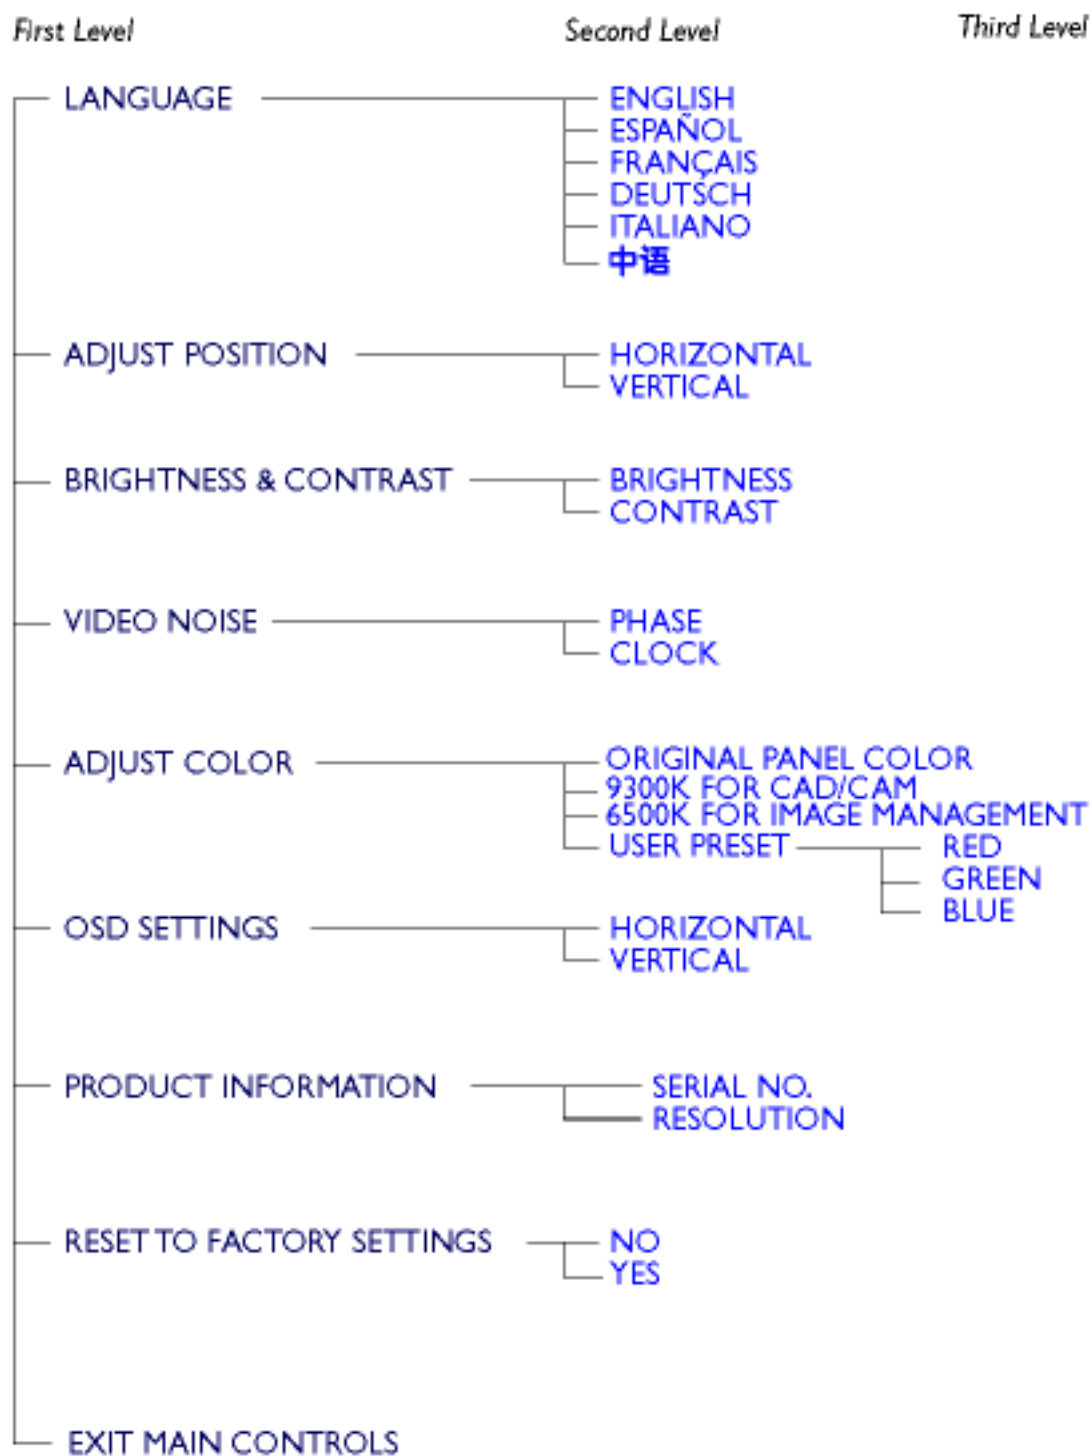 First Level Second Level Third Level
LANGUAGE ENGLISH
ESPAÑOL
FRANÇAIS
DEUTSCH
ITALIANO
中语
ADJUST POSITION HORIZONTAL
VERTICAL
BRIGHTNESS & CONTRAST BRIGHTNESS
CONTRAST
VIDEO NOISE PHASE
CLOCK
ADJUST COLOR ORIGINAL PANEL COLOR
9300K FOR CAD/CAM
6500K FOR IMAGE MANAGEMENT
USER PRESET RED
GREEN
BLUE
OSD SETTINGS HORIZONTAL
VERTICAL
PRODUCT INFORMATION SERIAL NO.
RESOLUTION
RESET TO FACTORY SETTINGS NO
YES
EXIT MAIN CONTROLS